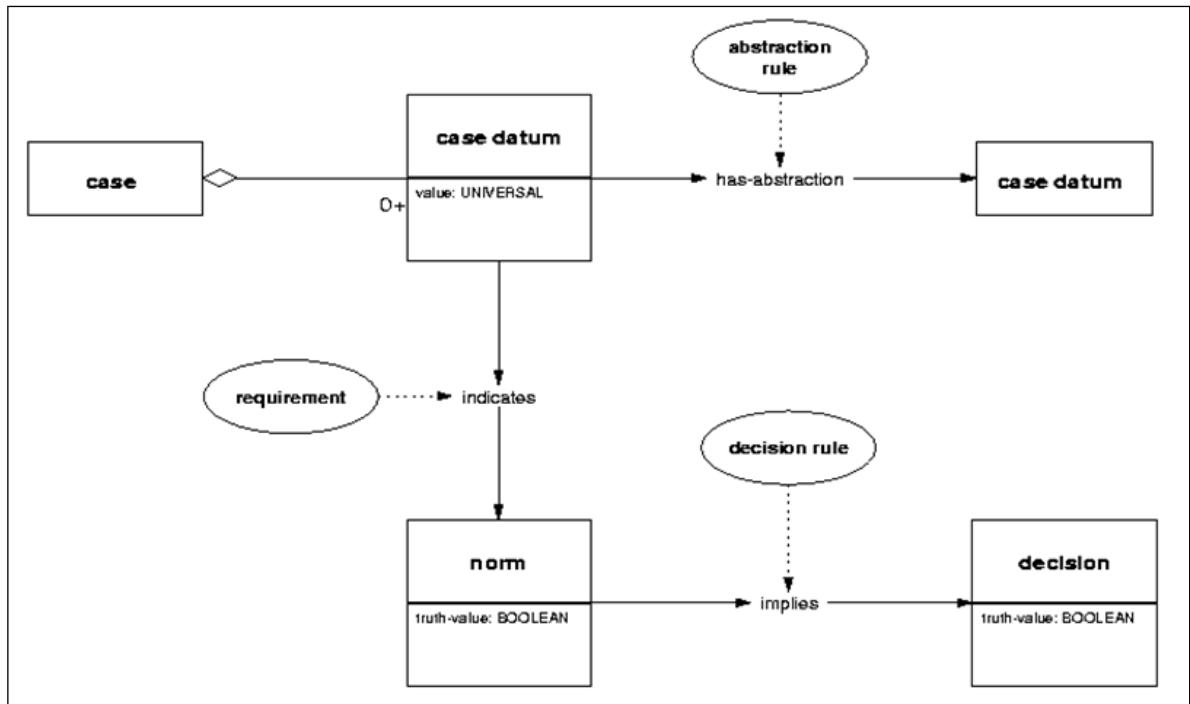 abstraction
rule
case
case datum
value: UNIVERSAL
0+
has-abstraction
case datum
requirement
indicates
decision rule
norm
truth-value: BOOLEAN
implies
decision
truth-value: BOOLEAN